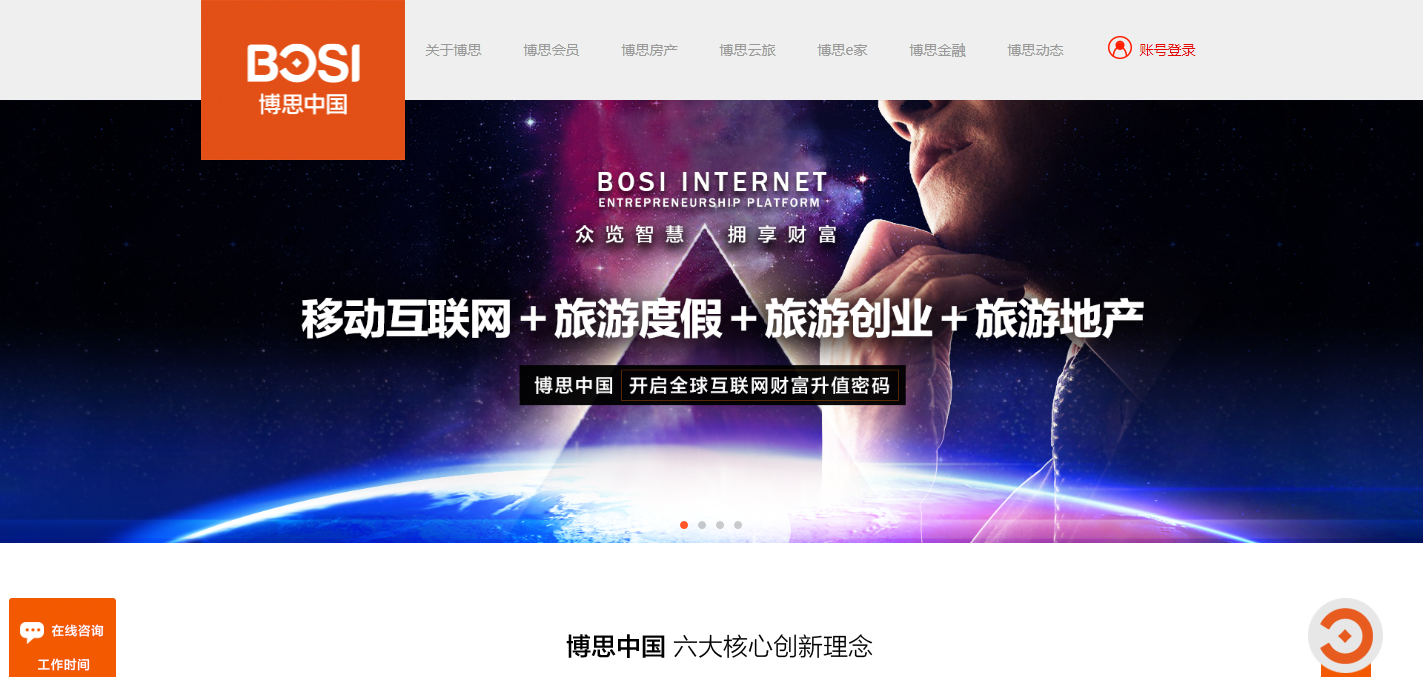 BOSI
博思中国
关于博思 博思会员 博思房产 博思云旅 博思e家 博思金融 博思动态 账号登录
BOSI INTERNET
ENTREPRENEURSHIP PLATFORM
众览智慧 拥享财富
移动互联网+旅游度假+旅游创业+旅游地产
博思中国 开启全球互联网财富升值密码
在线咨询
工作时间
博思中国 六大核心创新理念